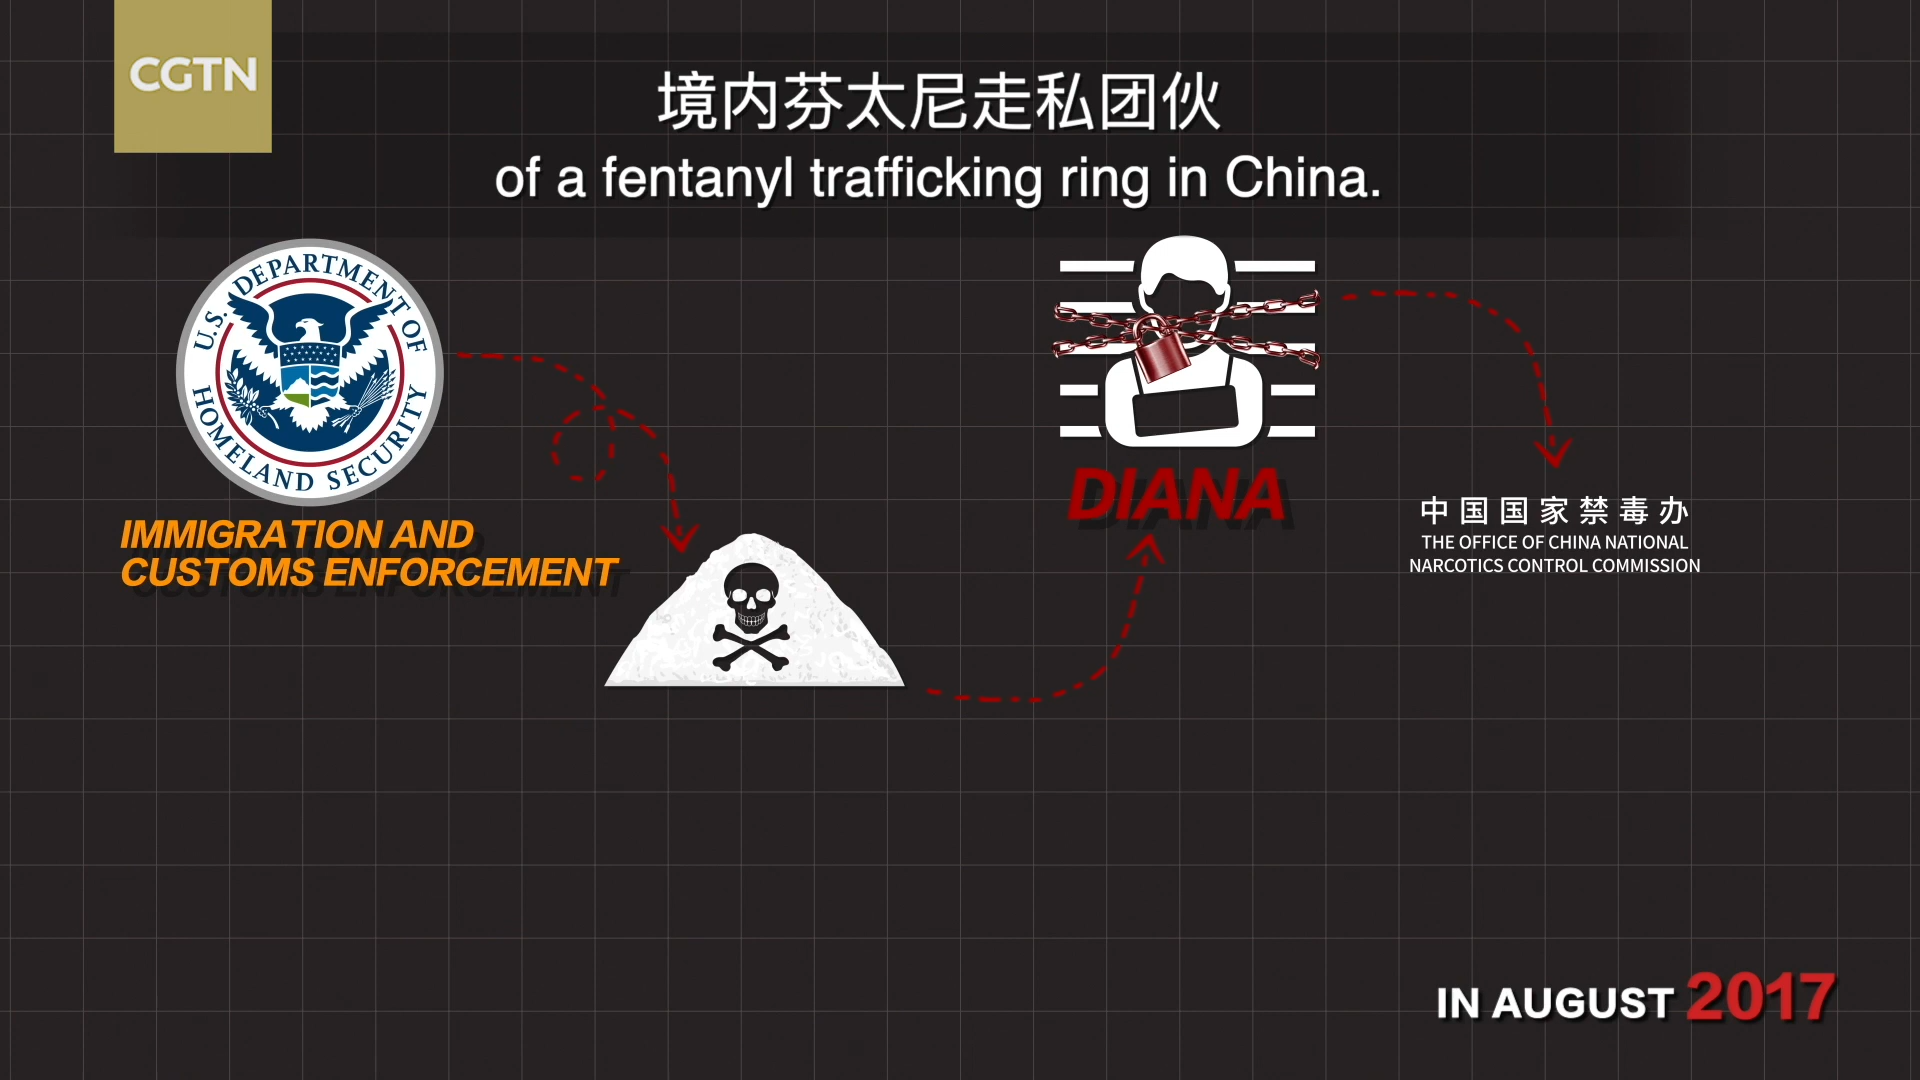 CGTN
境内芬太尼走私团伙
of a fentanyl trafficking ring in China.
U.S. DEPARTMENT OF
HOMELAND SECURITY
IMMIGRATION AND
CUSTOMS ENFORCEMENT
DIANA
中国国家禁毒办
THE OFFICE OF CHINA NATIONAL
NARCOTICS CONTROL COMMISSION
IN AUGUST 2017